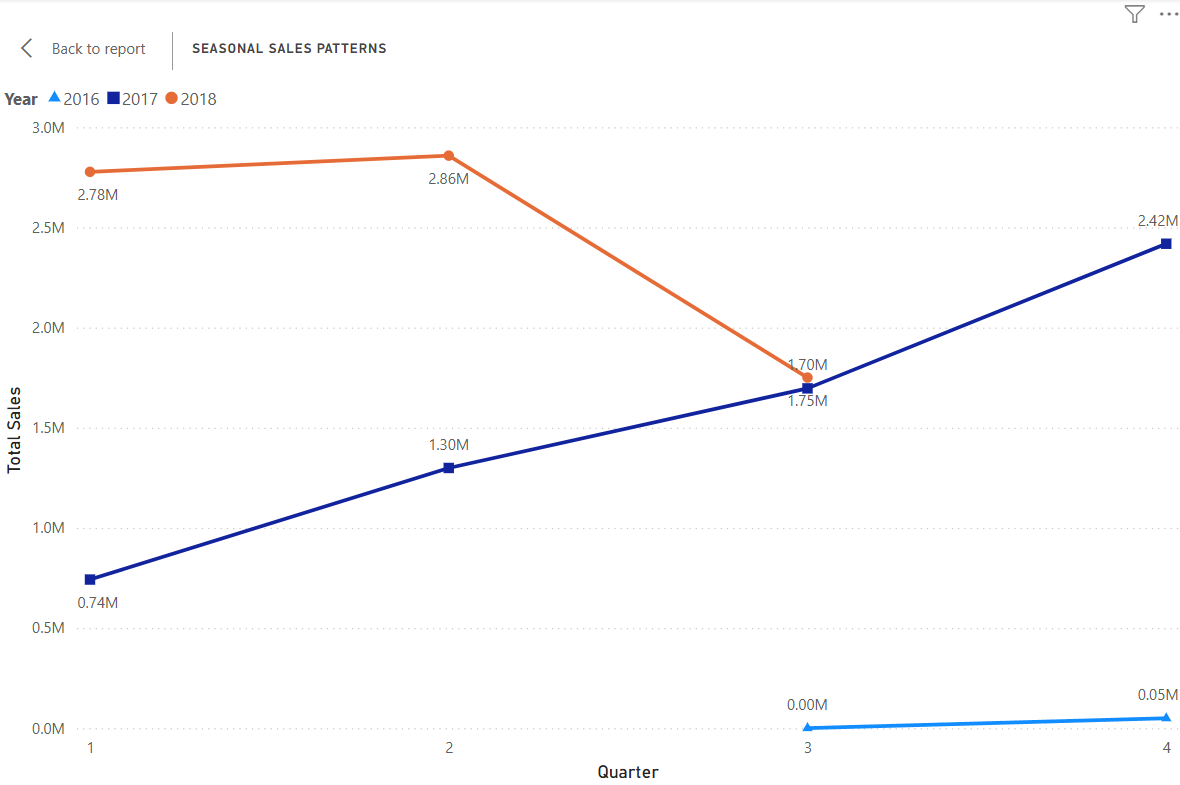 Back to report
SEASONAL SALES PATTERNS
Year 2016 2017 2018
3.0M
2.78M
2.86M
2.5M
2.42M
2.0M
1.70M
1.75M
1.5M
1.30M
1.0M
0.74M
0.5M
0.00M
0.05M
0.0M
Total Sales
1 2 3 4
Quarter